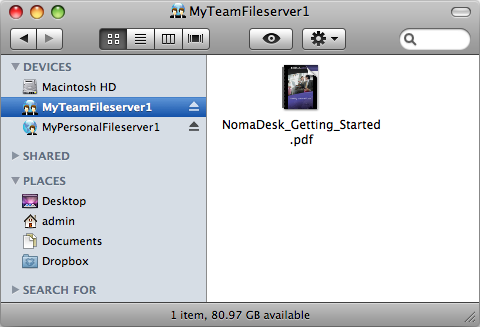 MyTeamFileserver1
DEVICES
Macintosh HD
MyTeamFileserver1
MyPersonalFileserver1
SHARED
PLACES
Desktop
admin
Documents
Dropbox
SEARCH FOR
NomaDesk_Getting_Started
.pdf
1 item, 80.97 GB available